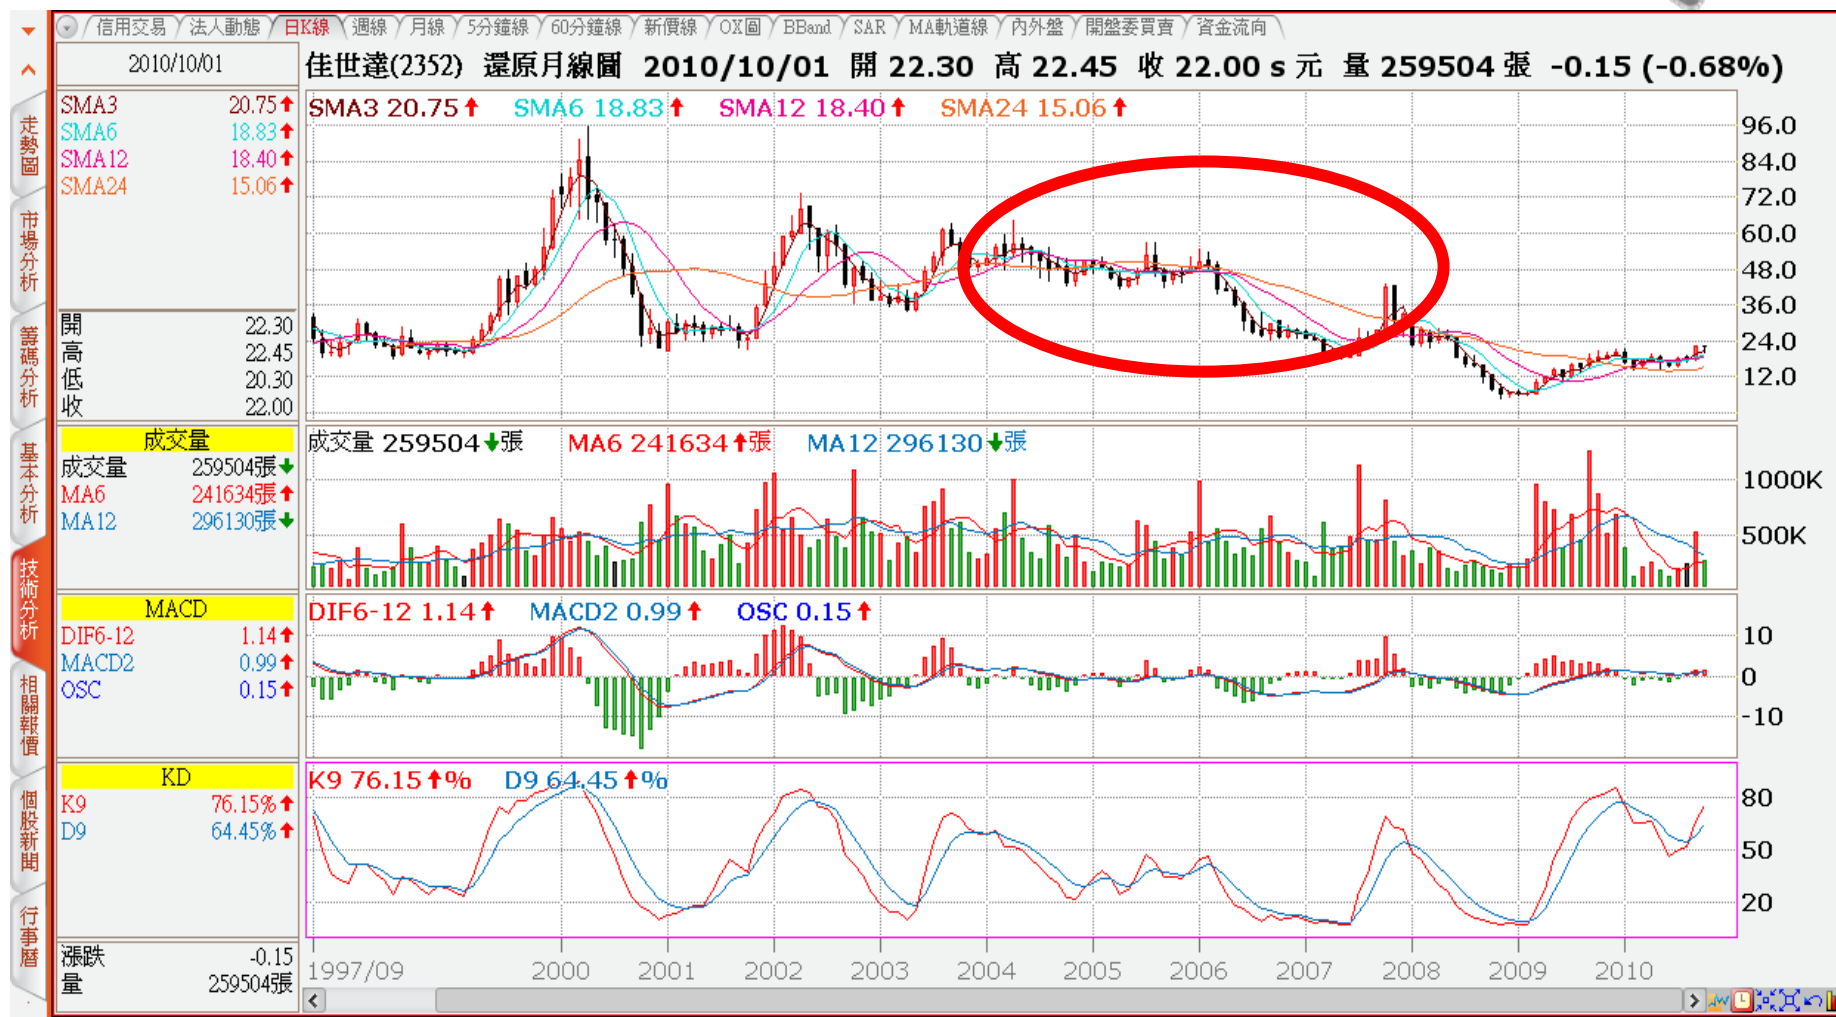 信用交易 法人動態 日K線 週線 月線 5分鐘線 60分鐘線 新價線 OX圖 BBand SAR MA軌道線 內外盤 開盤委買賣 資金流向
2010/10/01
佳世達(2352) 還原月線圖 2010/10/01 開 22.30 高 22.45 收 22.00 s 元 量 259504 張 -0.15 (-0.68%)
走勢圖
市場分析
籌碼分析
基本分析
技術分析
相關報價
個股新聞
行事曆
SMA3 20.75
SMA6 18.83
SMA12 18.40
SMA24 15.06
開 22.30
高 22.45
低 20.30
收 22.00
SMA3 20.75 SMA6 18.83 SMA12 18.40 SMA24 15.06
96.0
84.0
72.0
60.0
48.0
36.0
24.0
12.0
成交量
成交量 259504張
MA6 241634張
MA12 296130張
成交量 259504張 MA6 241634張 MA12 296130張
1000K
500K
MACD
DIF6-12 1.14
MACD2 0.99
OSC 0.15
DIF6-12 1.14 MACD2 0.99 OSC 0.15
10
0
-10
KD
K9 76.15%
D9 64.45%
K9 76.15% D9 64.45%
80
50
20
漲跌 -0.15
量 259504張
1997/09 2000 2001 2002 2003 2004 2005 2006 2007 2008 2009 2010